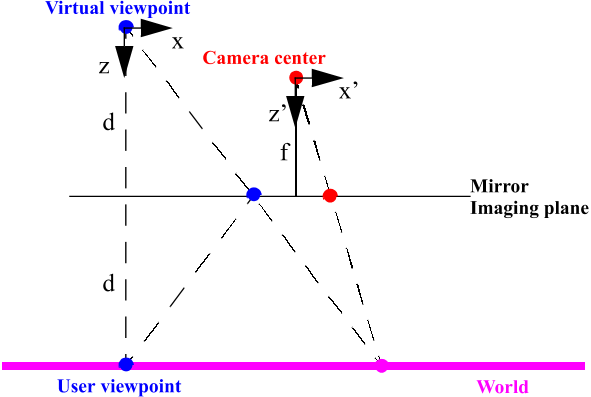 Virtual viewpoint
x
z
Camera center
x'
z'
d
f
Mirror
Imaging plane
d
User viewpoint
World